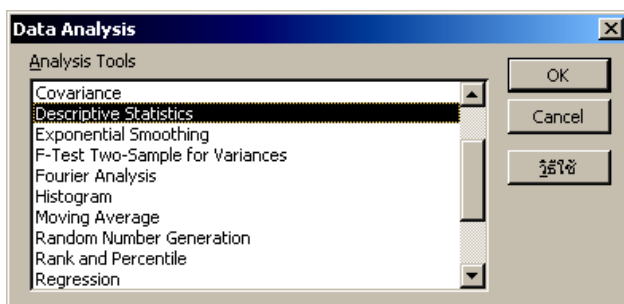 Data Analysis
Analysis Tools
Covariance
Descriptive Statistics
Exponential Smoothing
F-Test Two-Sample for Variances
Fourier Analysis
Histogram
Moving Average
Random Number Generation
Rank and Percentile
Regression
OK
Cancel
วิธีใช้